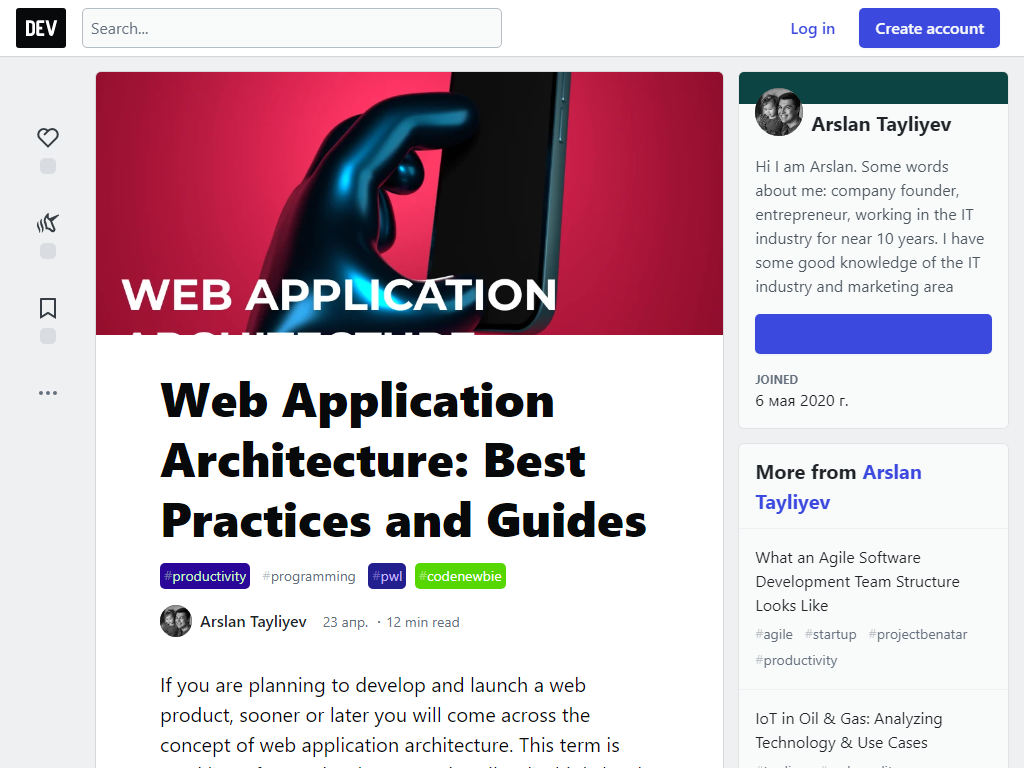 DEV
Search...
Log in
Create account
WEB APPLICATION
ARCHITECTURE
Web Application
Architecture: Best
Practices and Guides
#productivity #programming #pwl #codenewbie
Arslan Tayliyev 23 апр. · 12 min read
If you are planning to develop and launch a web
product, sooner or later you will come across the
concept of web application architecture. This term is
Arslan Tayliyev
Hi I am Arslan. Some words
about me: company founder,
entrepreneur, working in the IT
industry for near 10 years. I have
some good knowledge of the IT
industry and marketing area
JOINED
6 мая 2020 г.
More from Arslan
Tayliyev
What an Agile Software
Development Team Structure
Looks Like
#agile #startup #projectbenatar
#productivity
IoT in Oil & Gas: Analyzing
Technology & Use Cases